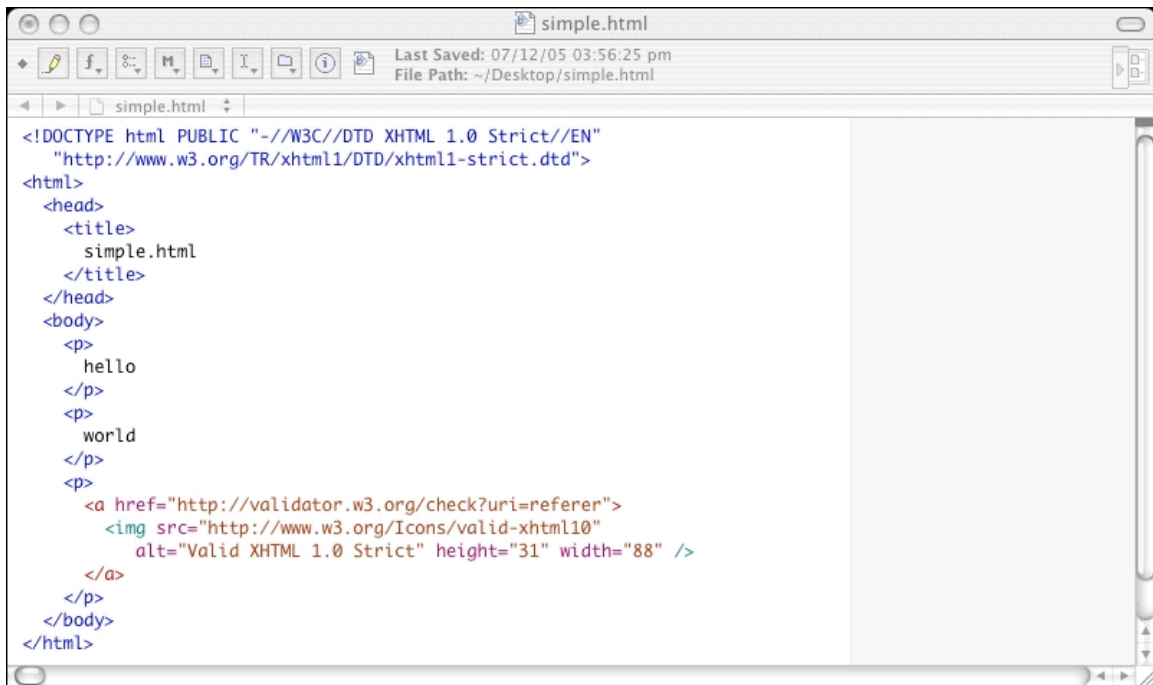 simple.html
Last Saved: 07/12/05 03:56:25 pm
File Path: ~/Desktop/simple.html
simple.html
<!DOCTYPE html PUBLIC "-//W3C//DTD XHTML 1.0 Strict//EN"
   "http://www.w3.org/TR/xhtml1/DTD/xhtml1-strict.dtd">
<html>
  <head>
    <title>
      simple.html
    </title>
  </head>
  <body>
    <p>
      hello
    </p>
    <p>
      world
    </p>
    <p>
      <a href="http://validator.w3.org/check?uri=referer">
        <img src="http://www.w3.org/Icons/valid-xhtml10"
           alt="Valid XHTML 1.0 Strict" height="31" width="88" />
      </a>
    </p>
  </body>
</html>